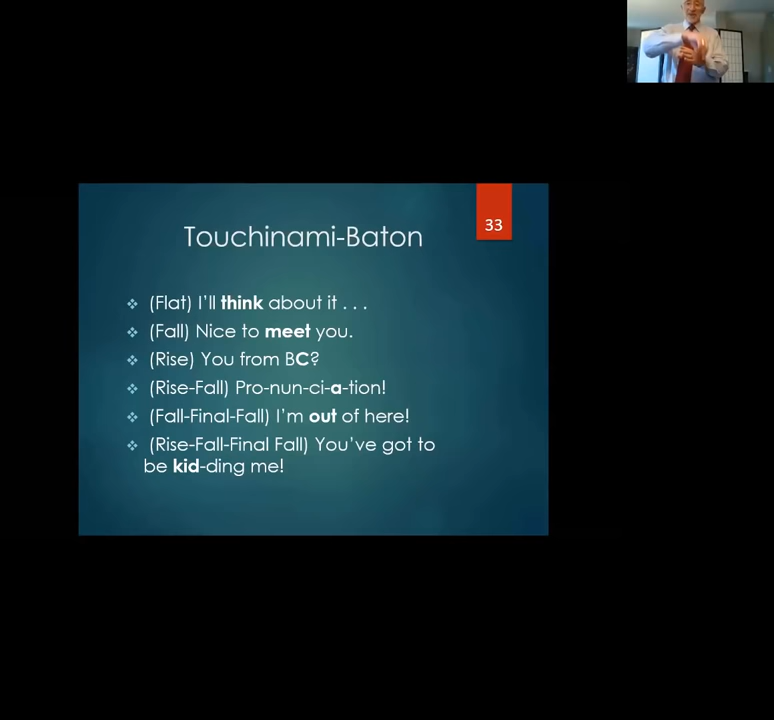 33
Touchinami-Baton
❖ (Flat) I'll think about it . . .
❖ (Fall) Nice to meet you.
❖ (Rise) You from BC?
❖ (Rise-Fall) Pro-nun-ci-a-tion!
❖ (Fall-Final-Fall) I'm out of here!
❖ (Rise-Fall-Final Fall) You've got to
be kid-ding me!